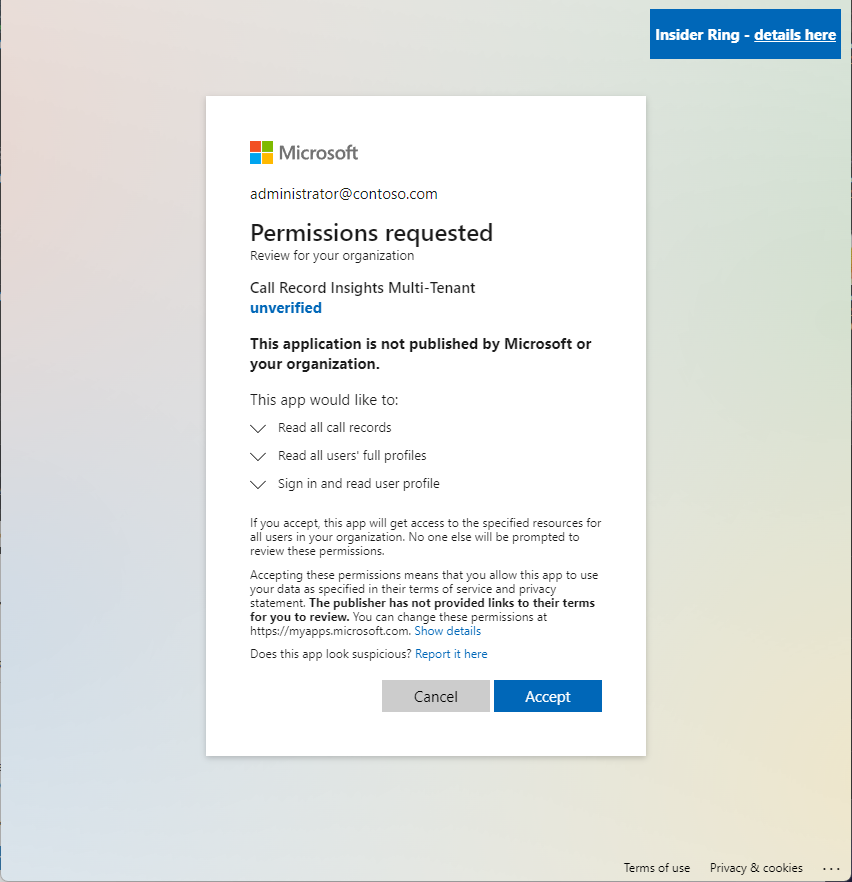 Insider Ring - details here
Microsoft
administrator@contoso.com
Permissions requested
Review for your organization
Call Record Insights Multi-Tenant
unverified
This application is not published by Microsoft or
your organization.
This app would like to:
Read all call records
Read all users' full profiles
Sign in and read user profile
If you accept, this app will get access to the specified resources for
all users in your organization. No one else will be prompted to
review these permissions.
Accepting these permissions means that you allow this app to use
your data as specified in their terms of service and privacy
statement. The publisher has not provided links to their terms
for you to review. You can change these permissions at
https://myapps.microsoft.com. Show details
Does this app look suspicious? Report it here
Cancel Accept
Terms of use Privacy & cookies ...